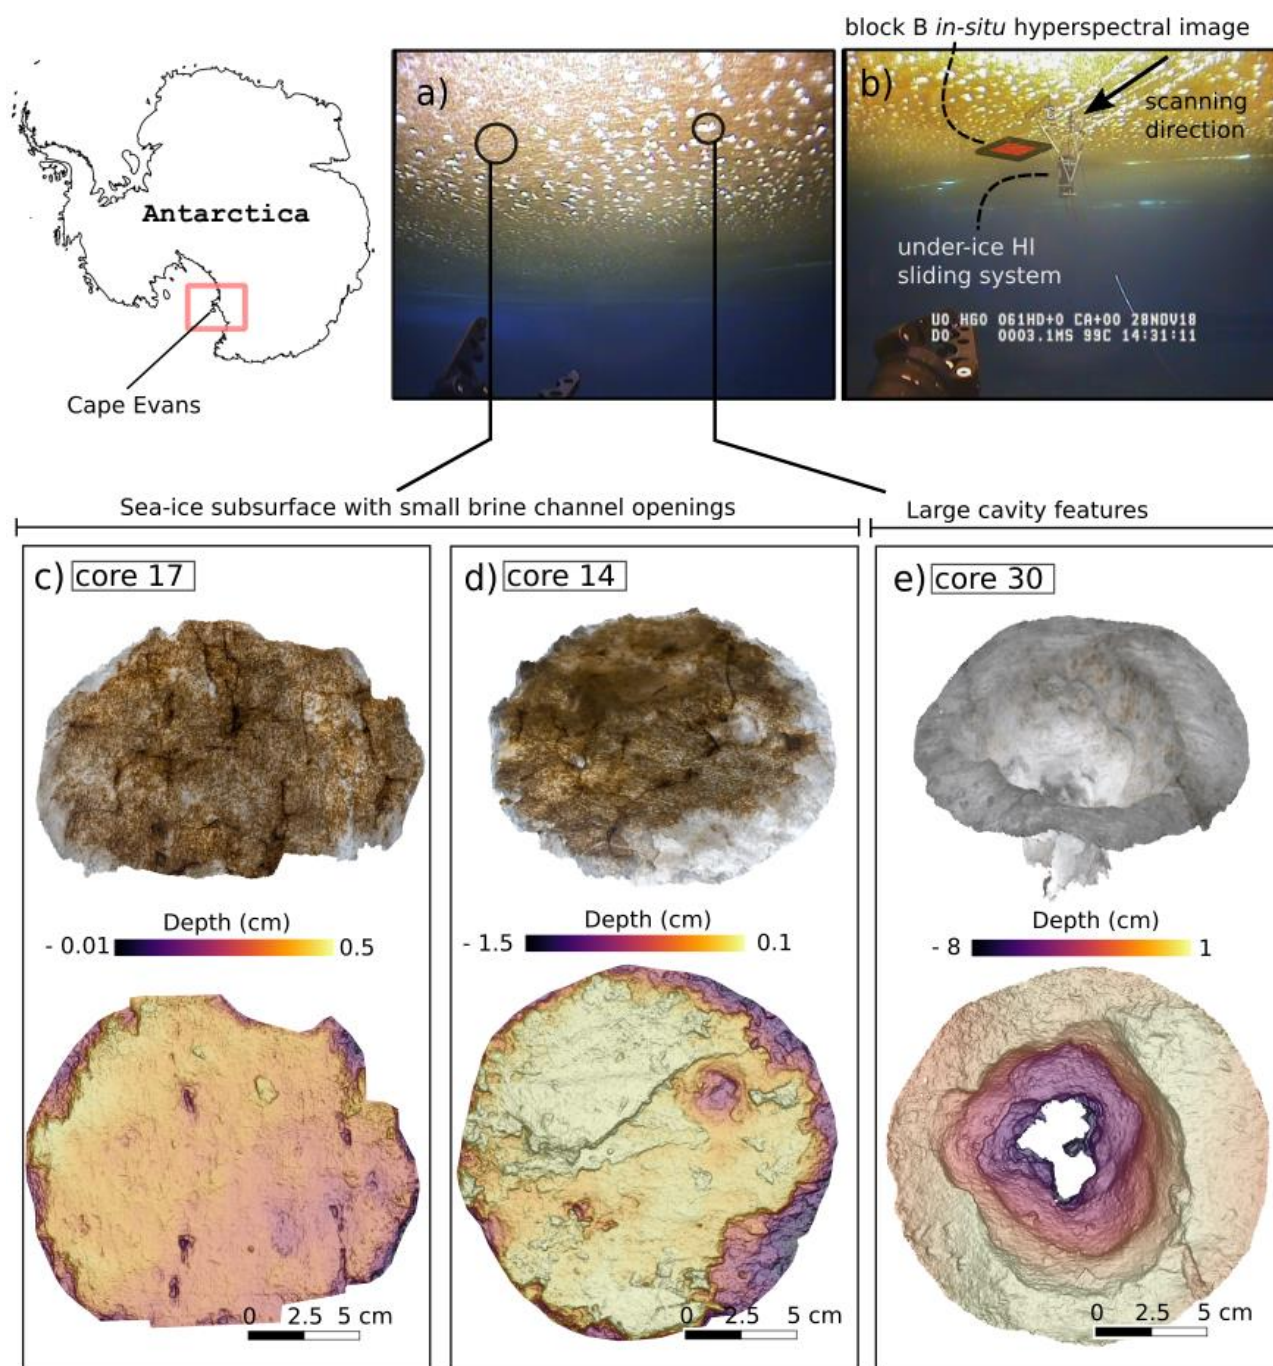 block B in-situ hyperspectral image
a)
b)
scanning
direction
Antarctica
under-ice HI
sliding system
UO HGO 061HD+0 CA+00 28NOV18
DO 0003.1MS 99C 14:31:11
Cape Evans
Sea-ice subsurface with small brine channel openings
Large cavity features
c) core 17
d) core 14
e) core 30
Depth (cm)
- 0.01 0.5
Depth (cm)
- 1.5 0.1
Depth (cm)
- 8 1
0 2.5 5 cm
0 2.5 5 cm
0 2.5 5 cm